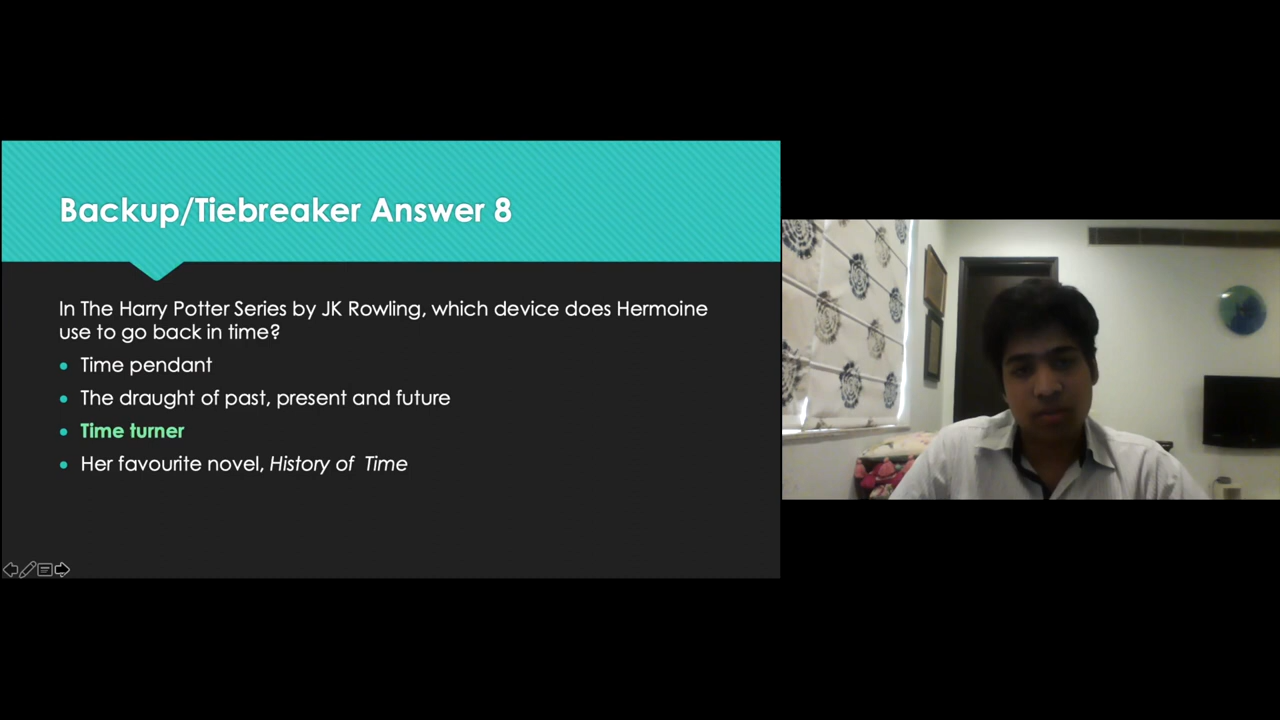 Backup/Tiebreaker Answer 8
In The Harry Potter Series by JK Rowling, which device does Hermoine
use to go back in time?
Time pendant
The draught of past, present and future
Time turner
Her favourite novel, History of Time